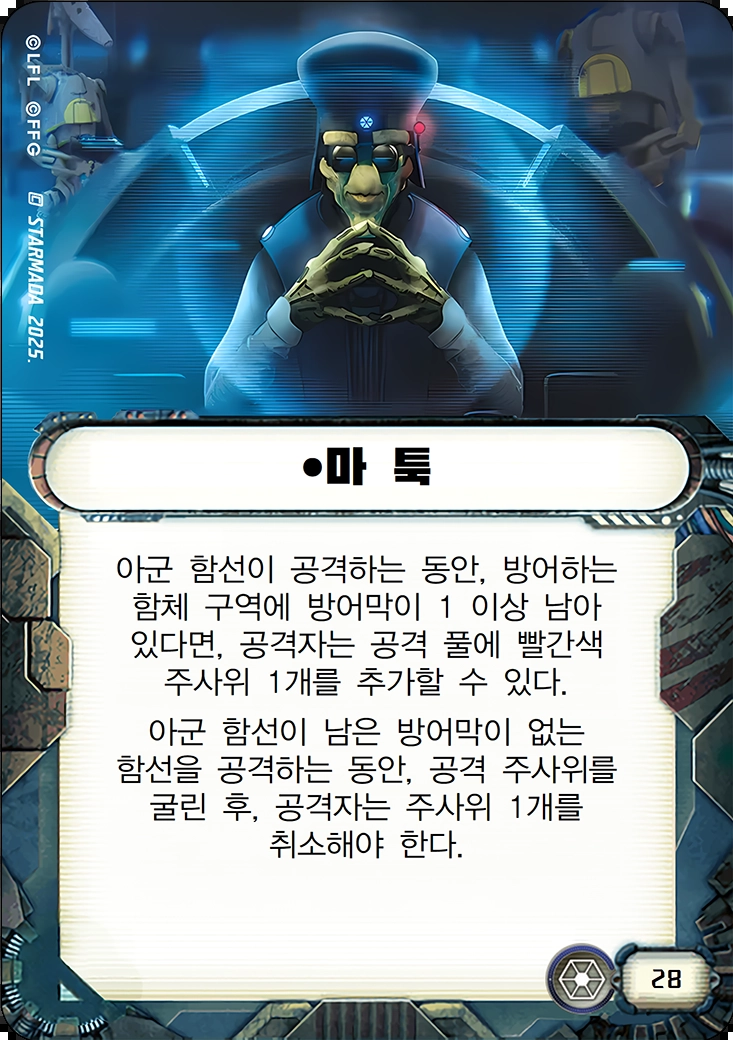 ©LFL ©FFG STARMADA 2025.
•마 툭
아군 함선이 공격하는 동안, 방어하는
함체 구역에 방어막이 1 이상 남아
있다면, 공격자는 공격 풀에 빨간색
주사위 1개를 추가할 수 있다.
아군 함선이 남은 방어막이 없는
함선을 공격하는 동안, 공격 주사위를
굴린 후, 공격자는 주사위 1개를
취소해야 한다.
28